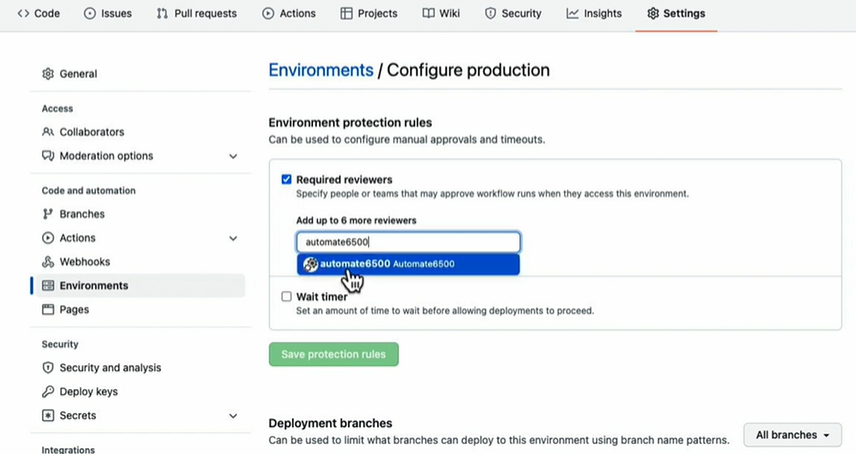 Code Issues Pull requests Actions Projects Wiki Security Insights Settings
General
Access
Collaborators
Moderation options
Code and automation
Branches
Actions
Webhooks
Environments
Pages
Security
Security and analysis
Deploy keys
Secrets
Integrations
Environments / Configure production
Environment protection rules
Can be used to configure manual approvals and timeouts.
Required reviewers
Specify people or teams that may approve workflow runs when they access this environment.
Add up to 6 more reviewers
automate6500
automate6500 Automate6500
Wait timer
Set an amount of time to wait before allowing deployments to proceed.
Save protection rules
Deployment branches
Can be used to limit what branches can deploy to this environment using branch name patterns.
All branches